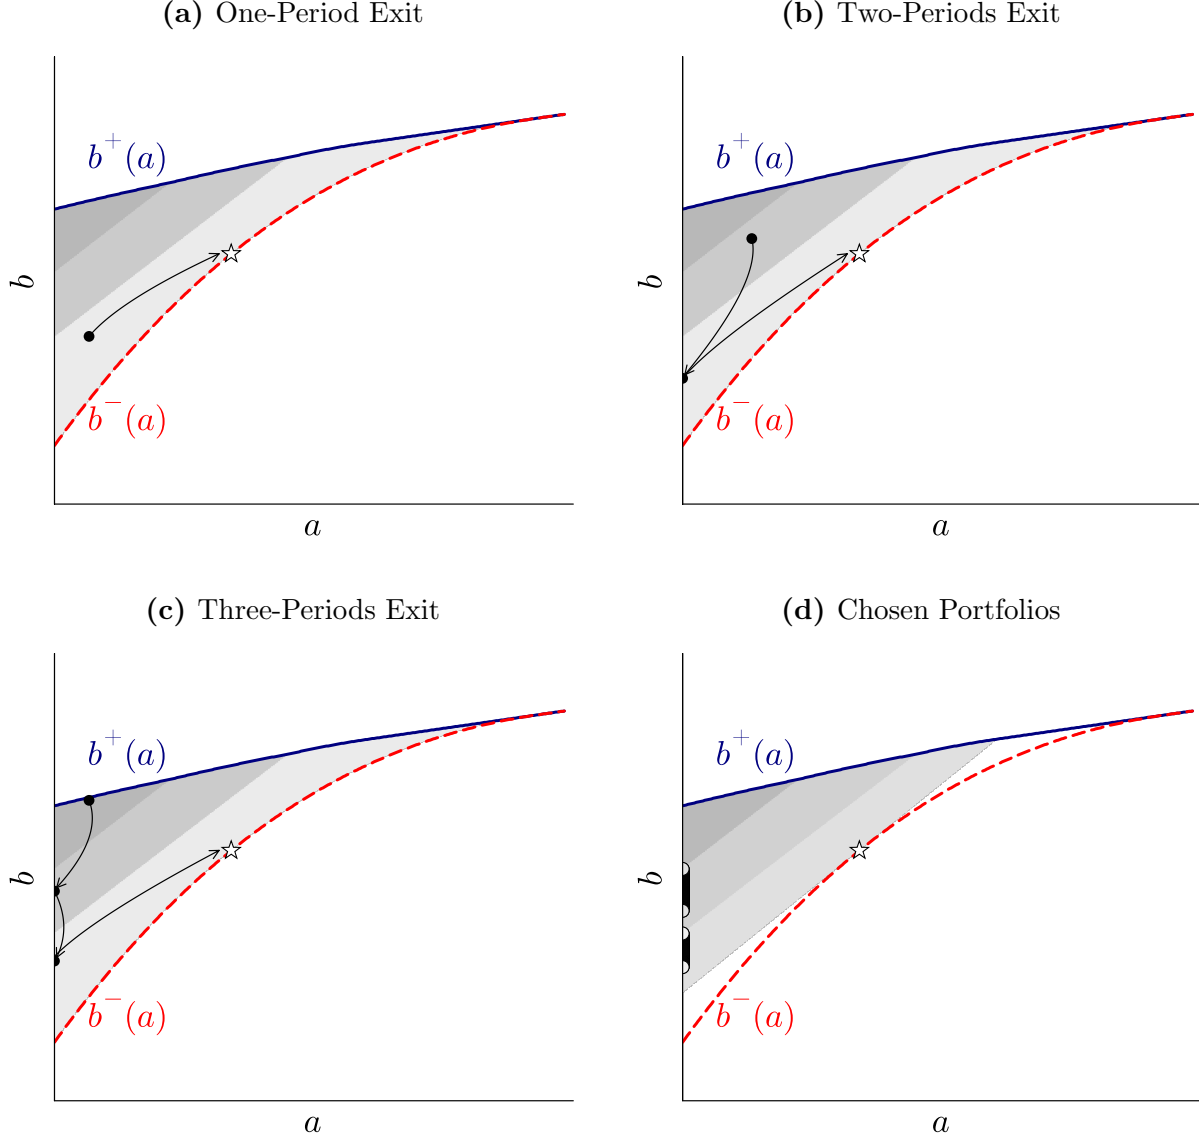 (a) One-Period Exit
b⁺(a)
b⁻(a)
b
a
(b) Two-Periods Exit
b⁺(a)
b⁻(a)
b
a
(c) Three-Periods Exit
b⁺(a)
b⁻(a)
b
a
(d) Chosen Portfolios
b⁺(a)
b⁻(a)
b
a